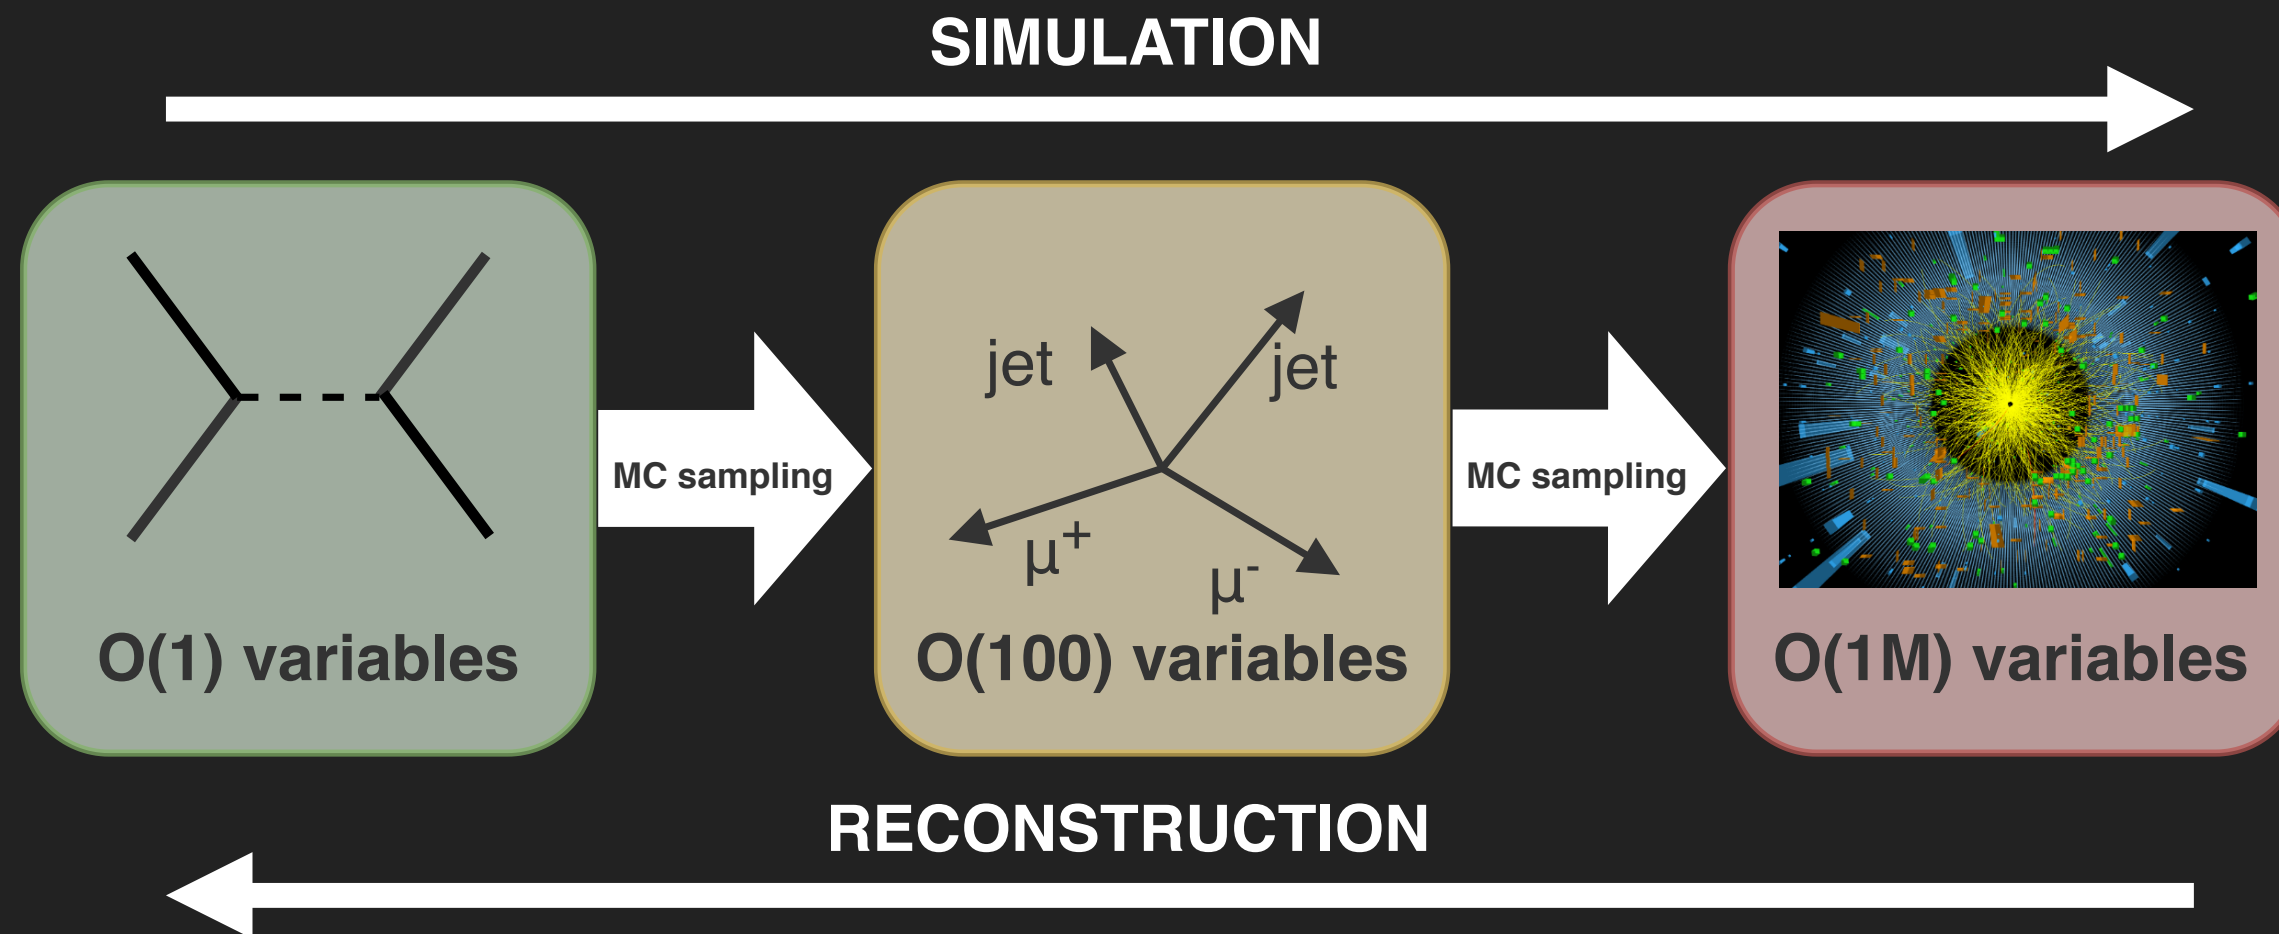 SIMULATION
jet
jet
MC sampling
MC sampling
μ+
μ-
O(1) variables
O(100) variables
O(1M) variables
RECONSTRUCTION